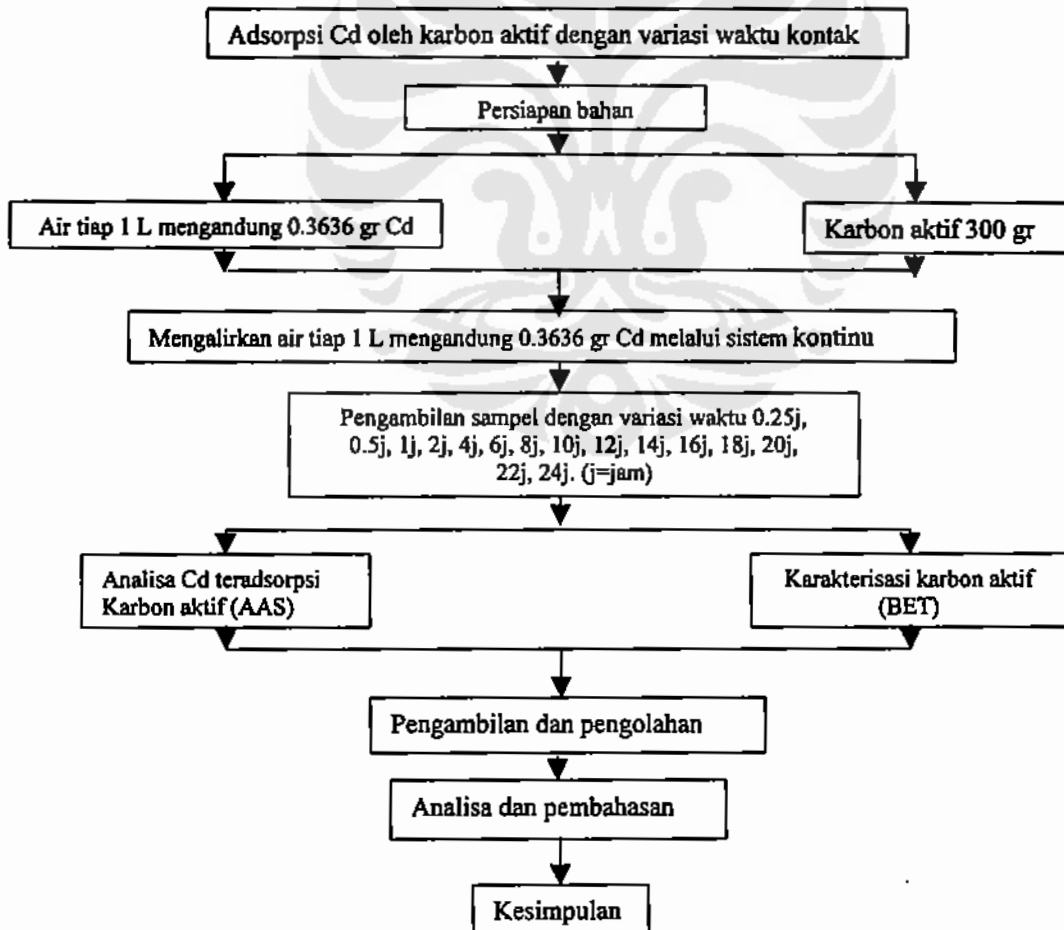 Adsorpsi Cd oleh karbon aktif dengan variasi waktu kontak
Persiapan bahan
Air tiap 1 L mengandung 0.3636 gr Cd
Karbon aktif 300 gr
Mengalirkan air tiap 1 L mengandung 0.3636 gr Cd melalui sistem kontinu
Pengambilan sampel dengan variasi waktu 0.25j,
0.5j, 1j, 2j, 4j, 6j, 8j, 10j, 12j, 14j, 16j, 18j, 20j,
22j, 24j. (j=jam)
Analisa Cd teradsorpsi
Karbon aktif (AAS)
Karakterisasi karbon aktif
(BET)
Pengambilan dan pengolahan
Analisa dan pembahasan
Kesimpulan